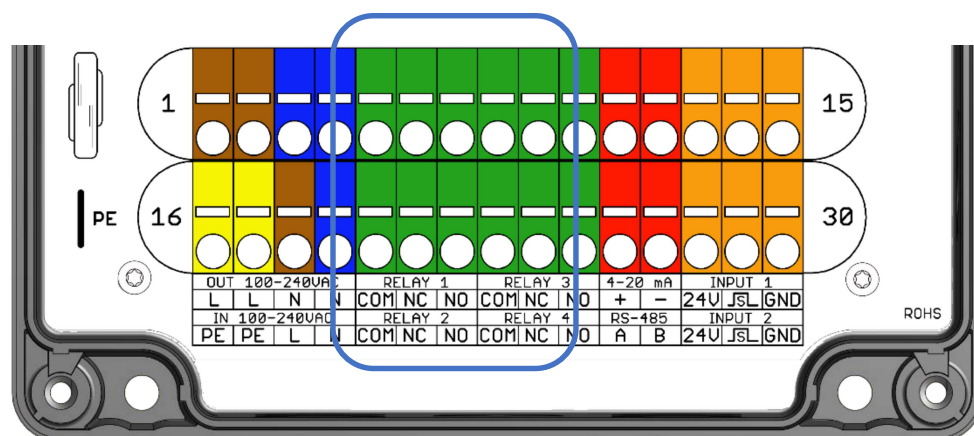 1 15
PE 16 30
OUT 100-240VAC RELAY 1 RELAY 3 4-20 mA INPUT 1
L L N N COM NC NO COM NC NO + - 24V GND
IN 100-240VAC RELAY 2 RELAY 4 RS-485 INPUT 2
PE PE L N COM NC NO COM NC NO A B 24V GND
ROHS